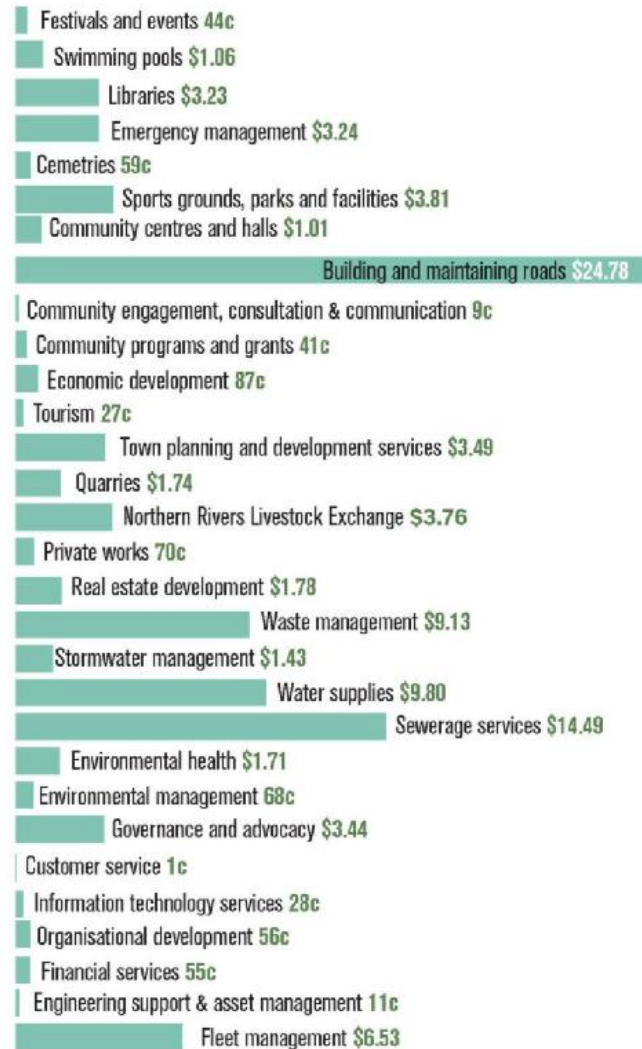 Festivals and events 44c
Swimming pools $1.06
Libraries $3.23
Emergency management $3.24
Cemetries 59c
Sports grounds, parks and facilities $3.81
Community centres and halls $1.01
Building and maintaining roads $24.78
Community engagement, consultation & communication 9c
Community programs and grants 41c
Economic development 87c
Tourism 27c
Town planning and development services $3.49
Quarries $1.74
Northern Rivers Livestock Exchange $3.76
Private works 70c
Real estate development $1.78
Waste management $9.13
Stormwater management $1.43
Water supplies $9.80
Sewerage services $14.49
Environmental health $1.71
Environmental management 68c
Governance and advocacy $3.44
Customer service 1c
Information technology services 28c
Organisational development 56c
Financial services 55c
Engineering support & asset management 11c
Fleet management $6.53